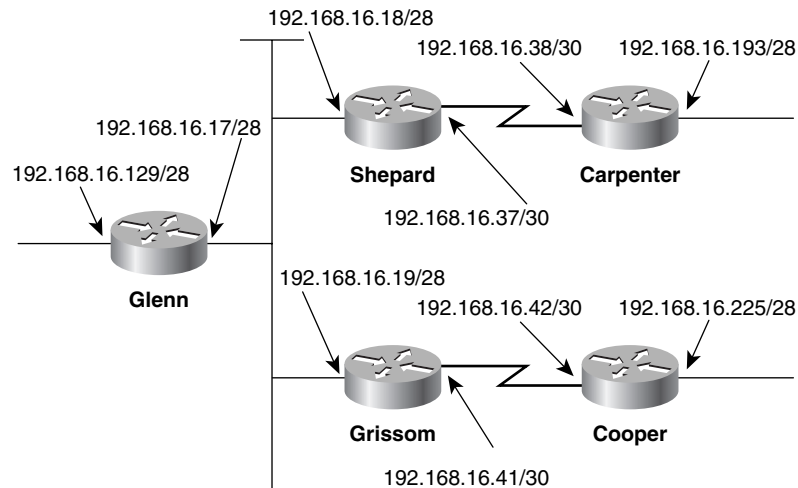 192.168.16.18/28
192.168.16.38/30
192.168.16.193/28
192.168.16.17/28
192.168.16.129/28
Shepard
Carpenter
192.168.16.37/30
Glenn
192.168.16.19/28
192.168.16.42/30
192.168.16.225/28
Grissom
Cooper
192.168.16.41/30